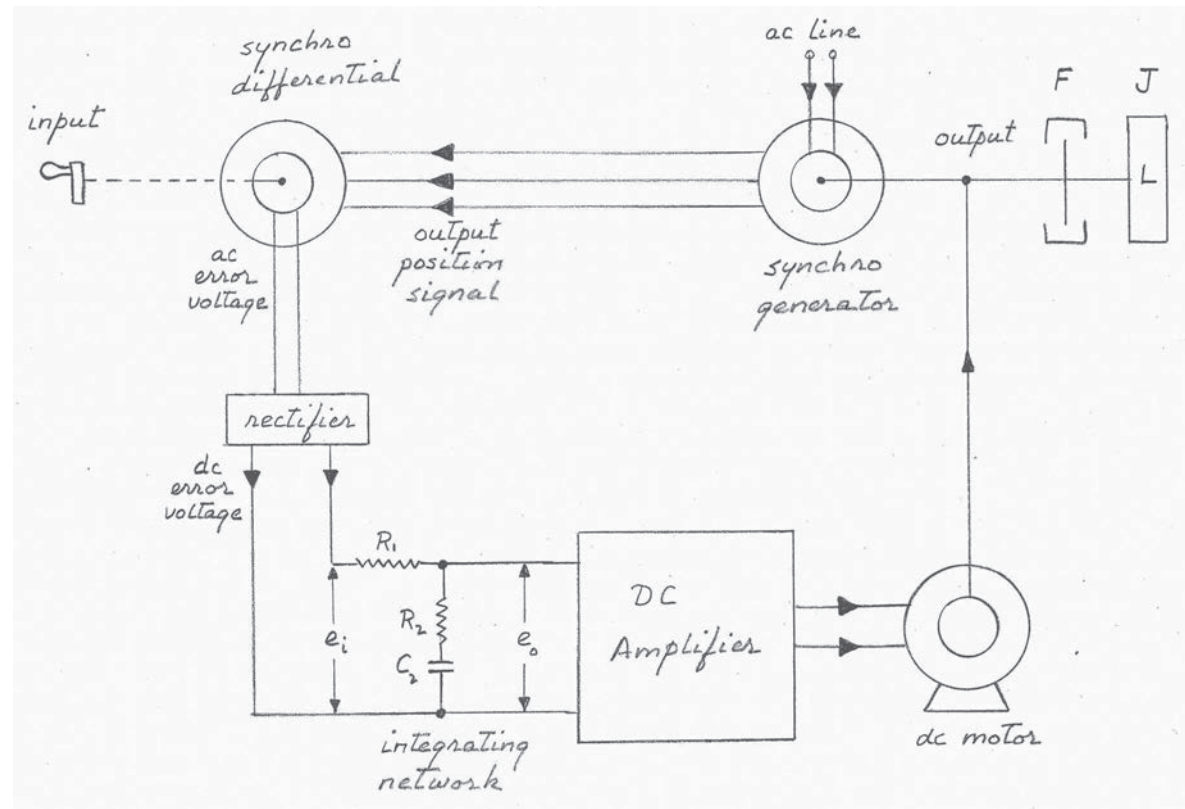 synchro
differential
ac line
F
J
input
output
L
output
position
signal
synchro
generator
ac
error
voltage
rectifier
dc
error
voltage
R₁
R₂
C₂
eᵢ
eₒ
DC
Amplifier
integrating
network
dc motor